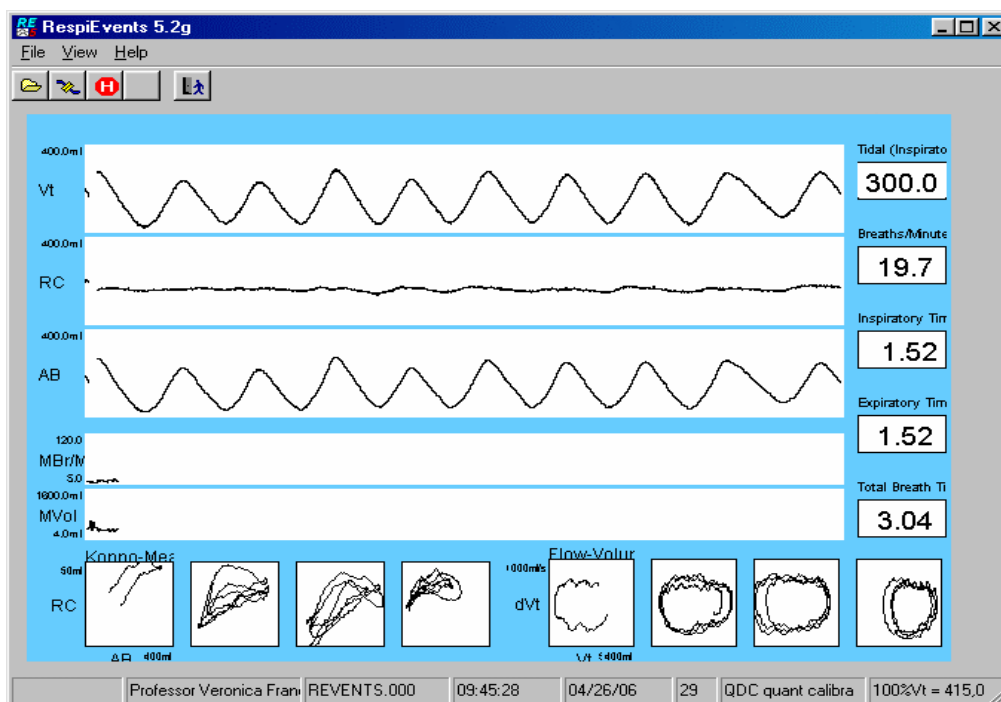 RespiEvents 5.2g
File View Help
400.0ml
Vt
Tidal (Inspirato
300.0
400.0ml
RC
Breaths/Minute
19.7
400.0ml
AB
Inspiratory Tim
1.52
Expiratory Tim
1.52
120.0
MBr/M
5.0
1600.0ml
MVol
4.0ml
Total Breath Ti
3.04
Konno-Mea
50ml
RC
AB 400ml
Flow-Volur
1000ml/s
dVt
Vt 400ml
Professor Veronica Fran REVENTS.000 09:45:28 04/26/06 29 QDC quant calibra 100%Vt = 415,0